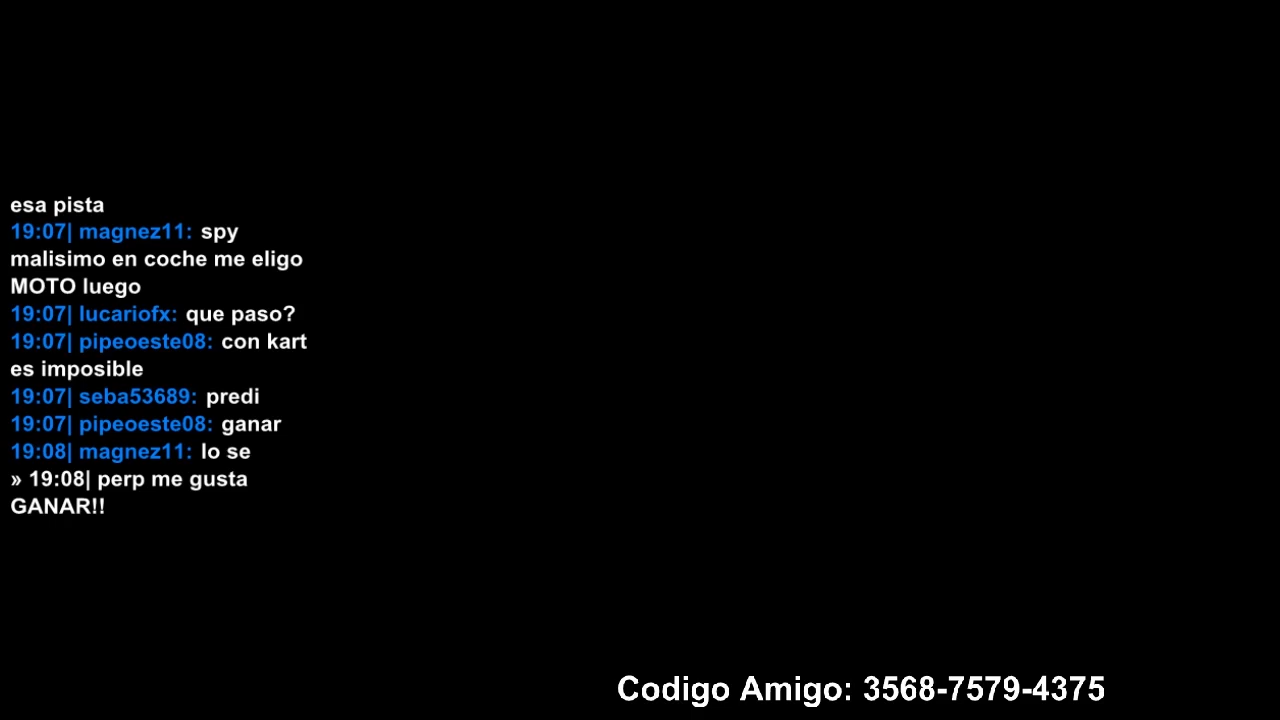 esa pista
19:07| magnez11: spy
malisimo en coche me eligo
MOTO luego
19:07| lucariofx: que paso?
19:07| pipeoeste08: con kart
es imposible
19:07| seba53689: predi
19:07| pipeoeste08: ganar
19:08| magnez11: lo se
» 19:08| perp me gusta
GANAR!!
Codigo Amigo: 3568-7579-4375